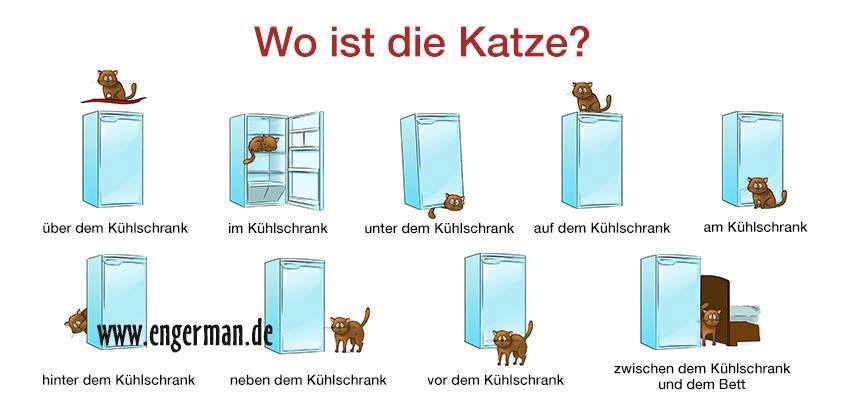 Wo ist die Katze?
über dem Kühlschrank
im Kühlschrank
unter dem Kühlschrank
auf dem Kühlschrank
am Kühlschrank
www.engerman.de
hinter dem Kühlschrank
neben dem Kühlschrank
vor dem Kühlschrank
zwischen dem Kühlschrank
und dem Bett